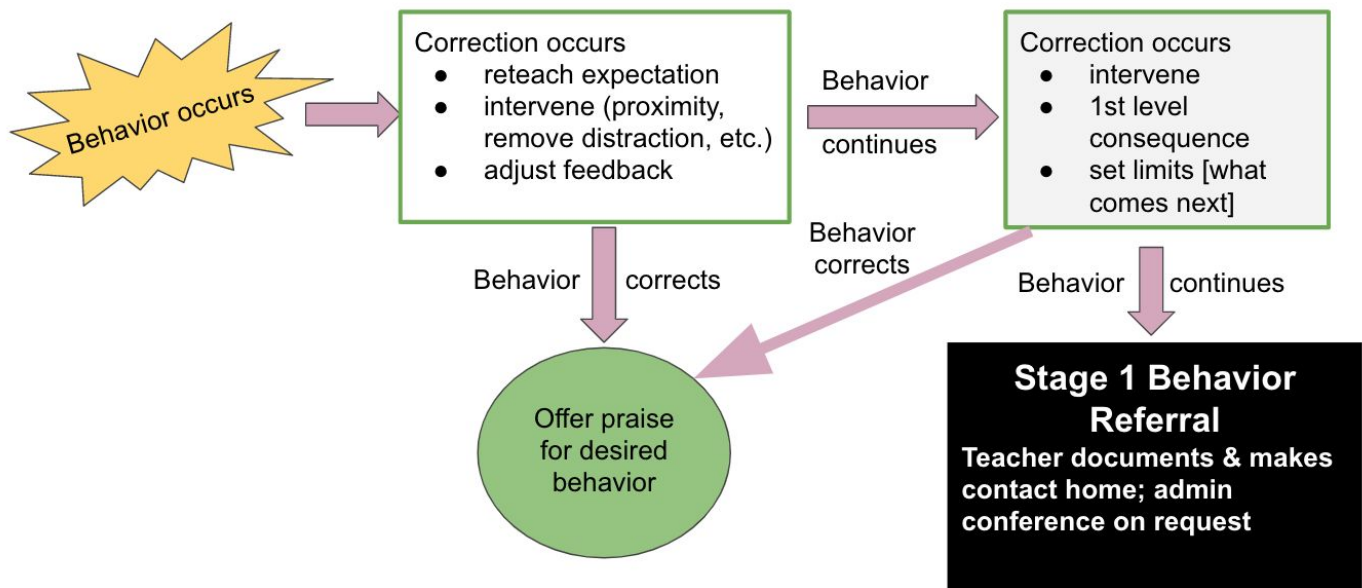 Behavior occurs
Correction occurs
● reteach expectation
● intervene (proximity,
remove distraction, etc.)
● adjust feedback
Behavior
continues
Correction occurs
● intervene
● 1st level
consequence
● set limits [what
comes next]
Behavior corrects
Behavior
corrects
Behavior continues
Offer praise
for desired
behavior
Stage 1 Behavior
Referral
Teacher documents & makes
contact home; admin
conference on request